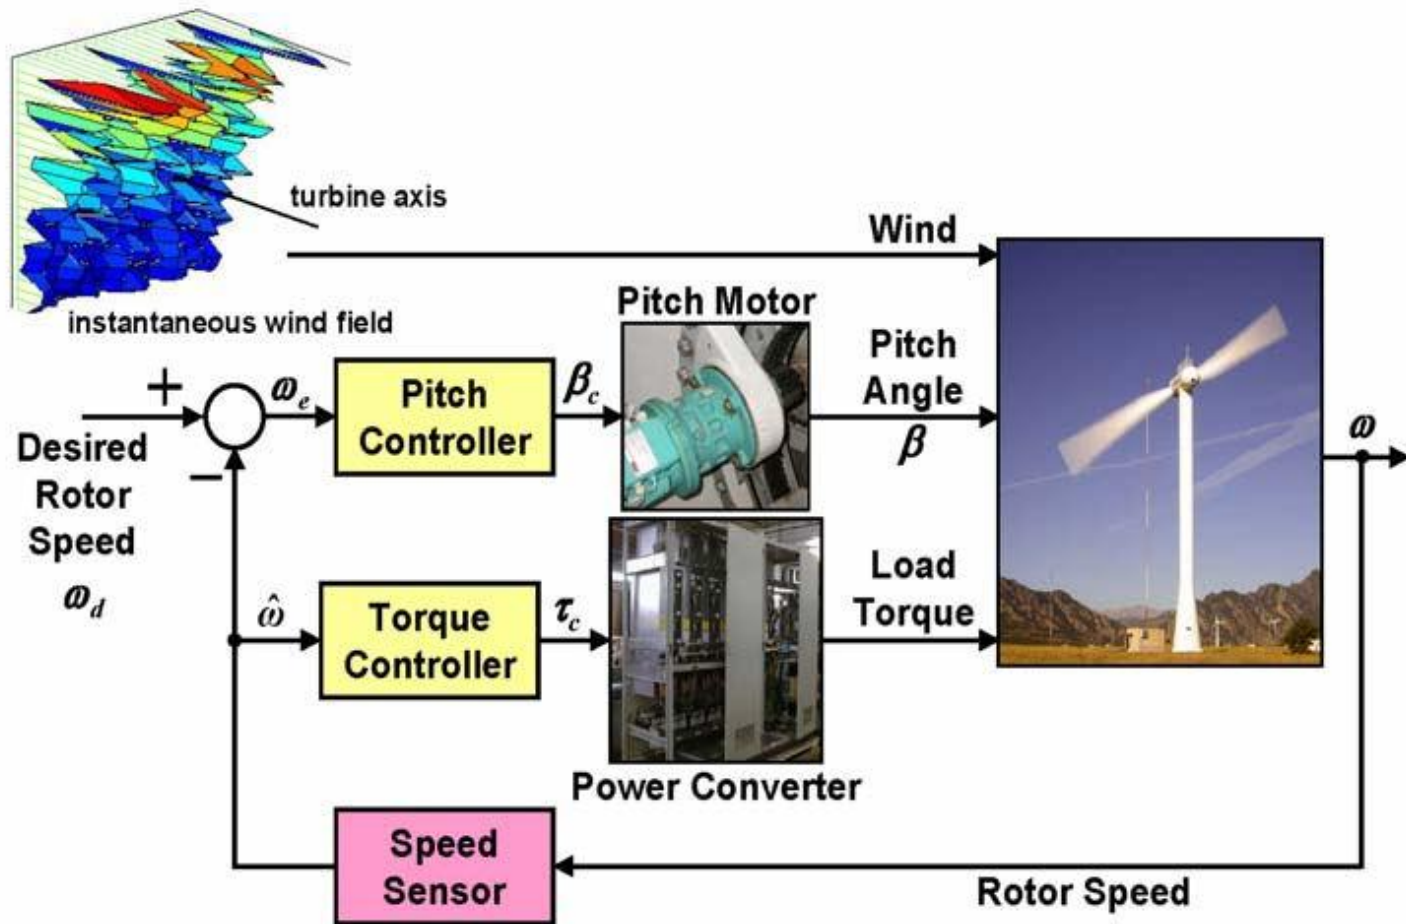 turbine axis
instantaneous wind field
Wind
Pitch Motor
Pitch
Angle
β
+
−
ω_e
Pitch
Controller
β_c
Desired
Rotor
Speed
ω_d
ω
Load
Torque
ω̂
Torque
Controller
τ_c
Power Converter
Speed
Sensor
Rotor Speed